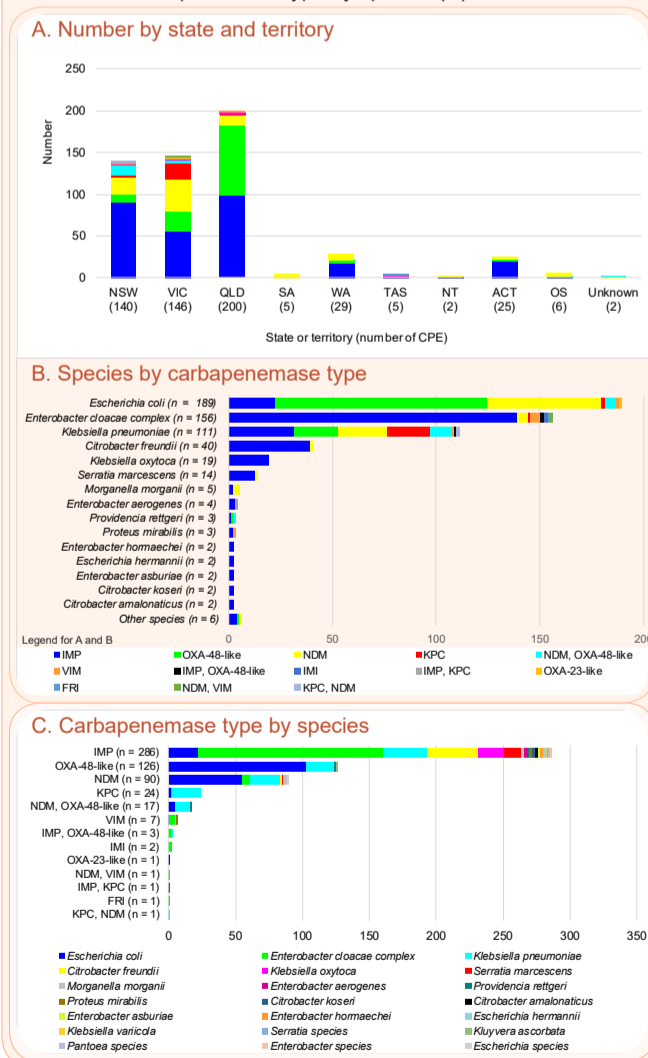 A. Number by state and territory
250
200
150
100
50
0
Number
NSW (140)
VIC (146)
QLD (200)
SA (5)
WA (29)
TAS (5)
NT (2)
ACT (25)
OS (6)
Unknown (2)
State or territory (number of CPE)
B. Species by carbapenemase type
Escherichia coli (n = 189)
Enterobacter cloacae complex (n = 156)
Klebsiella pneumoniae (n = 111)
Citrobacter freundii (n = 40)
Klebsiella oxytoca (n = 19)
Serratia marcescens (n = 14)
Morganella morganii (n = 5)
Enterobacter aerogenes (n = 4)
Providencia rettgeri (n = 3)
Proteus mirabilis (n = 3)
Enterobacter hormaechei (n = 2)
Escherichia hermannii (n = 2)
Enterobacter asburiae (n = 2)
Citrobacter koseri (n = 2)
Citrobacter amalonaticus (n = 2)
Other species (n = 6)
0 50 100 150 200
Legend for A and B
IMP OXA-48-like NDM KPC NDM, OXA-48-like
VIM IMP, OXA-48-like IMI IMP, KPC OXA-23-like
FRI NDM, VIM KPC, NDM
C. Carbapenemase type by species
IMP (n = 286)
OXA-48-like (n = 126)
NDM (n = 90)
KPC (n = 24)
NDM, OXA-48-like (n = 17)
VIM (n = 7)
IMP, OXA-48-like (n = 3)
IMI (n = 2)
OXA-23-like (n = 1)
NDM, VIM (n = 1)
IMP, KPC (n = 1)
FRI (n = 1)
KPC, NDM (n = 1)
0 50 100 150 200 250 300 350
Escherichia coli Enterobacter cloacae complex Klebsiella pneumoniae
Citrobacter freundii Klebsiella oxytoca Serratia marcescens
Morganella morganii Enterobacter aerogenes Providencia rettgeri
Proteus mirabilis Citrobacter koseri Citrobacter amalonaticus
Enterobacter asburiae Enterobacter hormaechei Escherichia hermannii
Klebsiella variicola Serratia species Kluyvera ascorbata
Pantoea species Enterobacter species Escherichia species